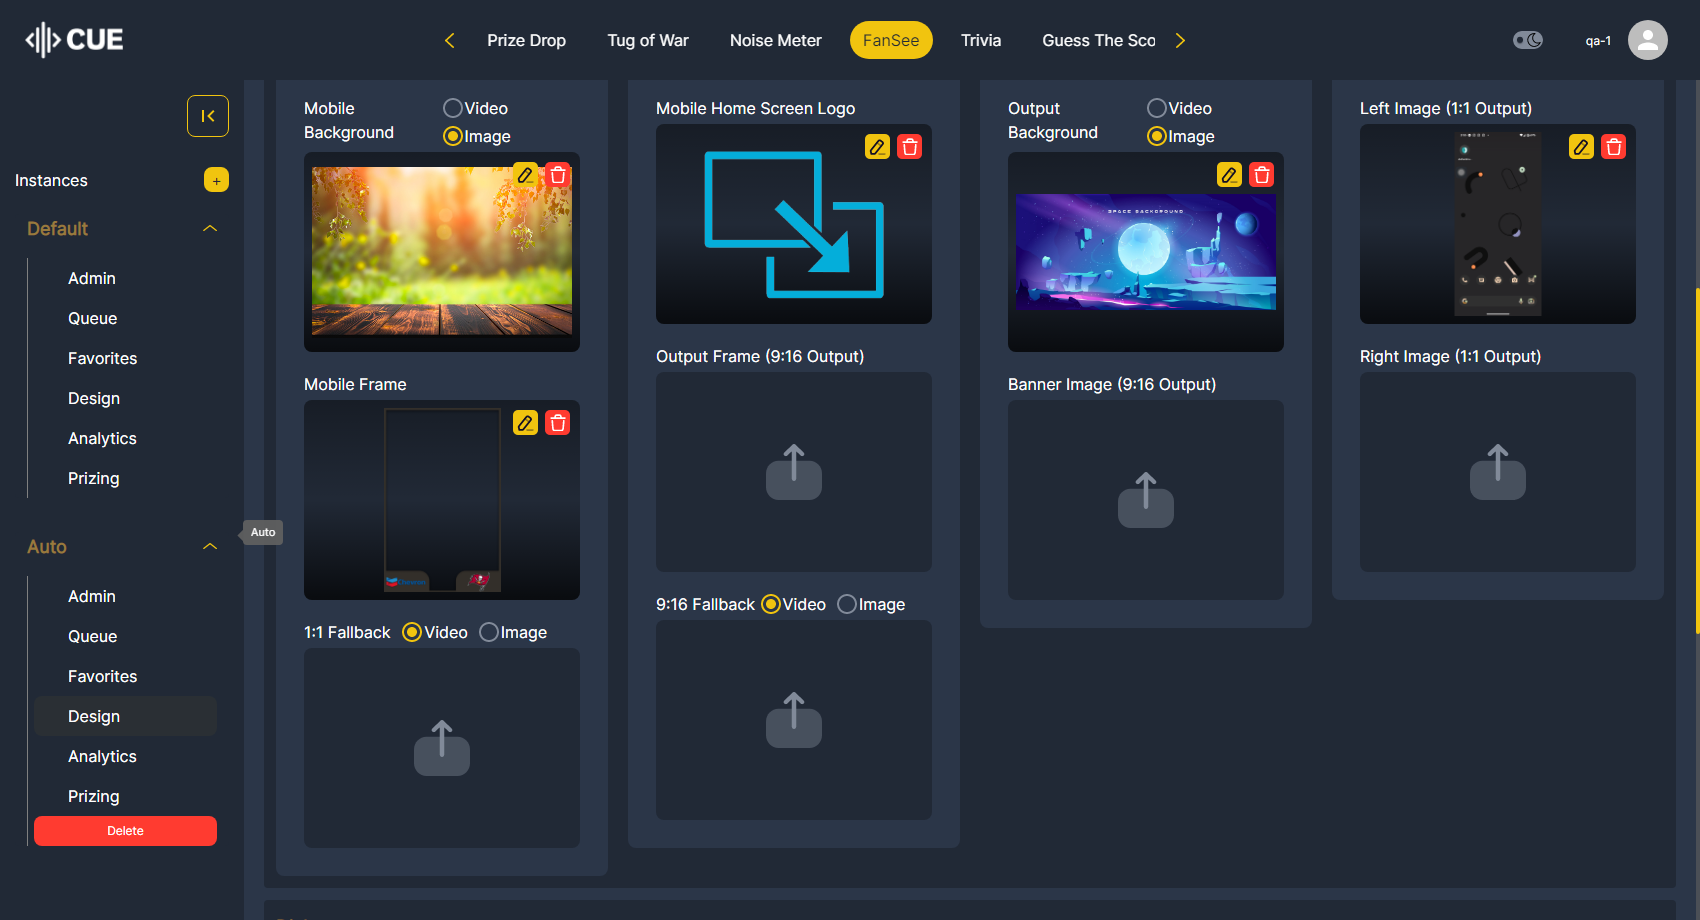 CUE
Prize Drop
Tug of War
Noise Meter
FanSee
Trivia
Guess The Sco
qa-1
Instances
+
Default
Admin
Queue
Favorites
Design
Analytics
Prizing
Auto
Auto
Admin
Queue
Favorites
Design
Analytics
Prizing
Delete
Mobile
Background
Video
Image
Mobile Frame
1:1 Fallback
Video
Image
Mobile Home Screen Logo
Output Frame (9:16 Output)
9:16 Fallback
Video
Image
Output
Background
Video
Image
SPACE BACKGROUND
Banner Image (9:16 Output)
Left Image (1:1 Output)
Right Image (1:1 Output)